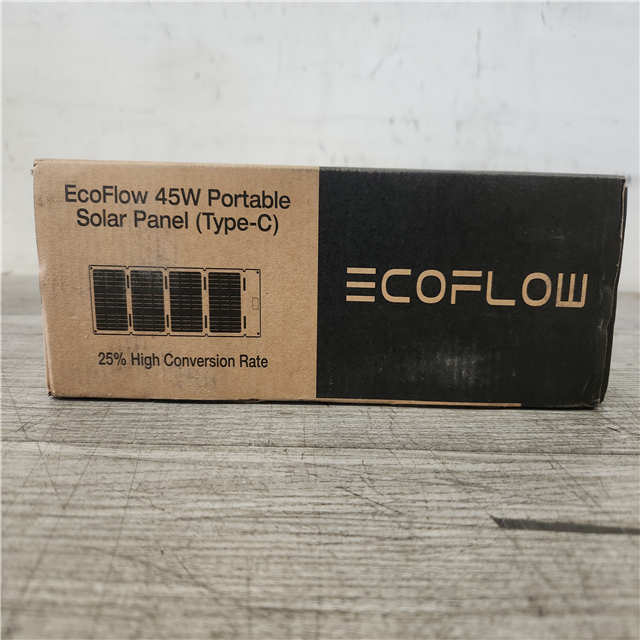 EcoFlow 45W Portable
Solar Panel (Type-C)
25% High Conversion Rate
ECOFLOW